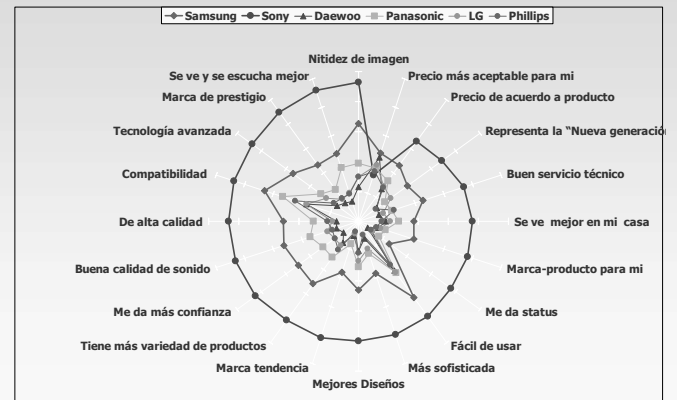 Samsung Sony Daewoo Panasonic LG Phillips
Nitidez de imagen
Se ve y se escucha mejor
Precio más aceptable para mi
Marca de prestigio
Precio de acuerdo a producto
Tecnología avanzada
Representa la "Nueva generación
Compatibilidad
Buen servicio técnico
De alta calidad
Se ve mejor en mi casa
Buena calidad de sonido
Marca-producto para mi
Me da más confianza
Me da status
Tiene más variedad de productos
Fácil de usar
Marca tendencia
Más sofisticada
Mejores Diseños